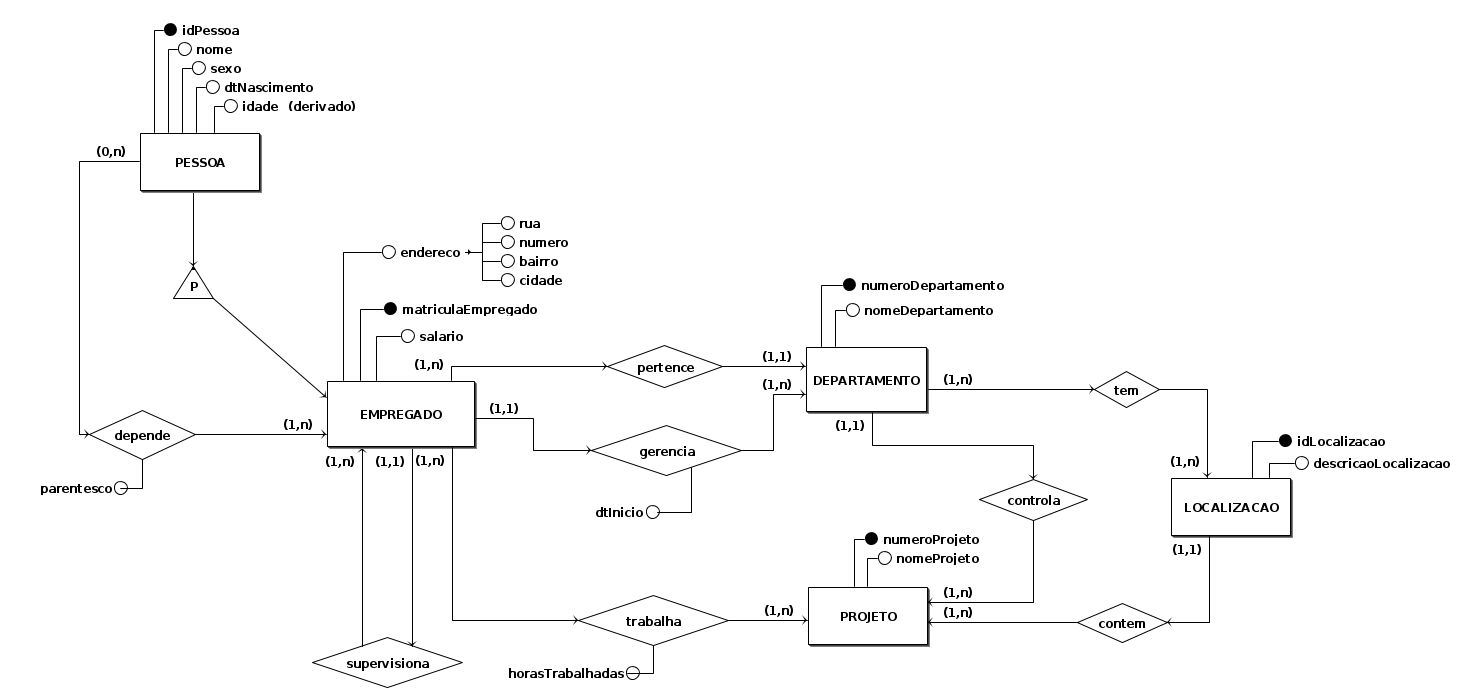 idPessoa
nome
sexo
dtNascimento
idade (derivado)
(0,n)
PESSOA
P
rua
endereco
numero
bairro
cidade
matriculaEmpregado
salario
numeroDepartamento
nomeDepartamento
(1,n)
pertence
(1,1)
DEPARTAMENTO
(1,n)
tem
(1,n)
EMPREGADO
(1,1)
gerencia
(1,n)
dtInicio
depende
(1,n)
parentesco
(1,n)
(1,1)
(1,n)
(1,1)
controla
(1,n)
idLocalizacao
descricaoLocalizacao
LOCALIZACAO
(1,1)
numeroProjeto
nomeProjeto
(1,n)
PROJETO
(1,n)
contem
trabalha
(1,n)
horasTrabalhadas
supervisiona